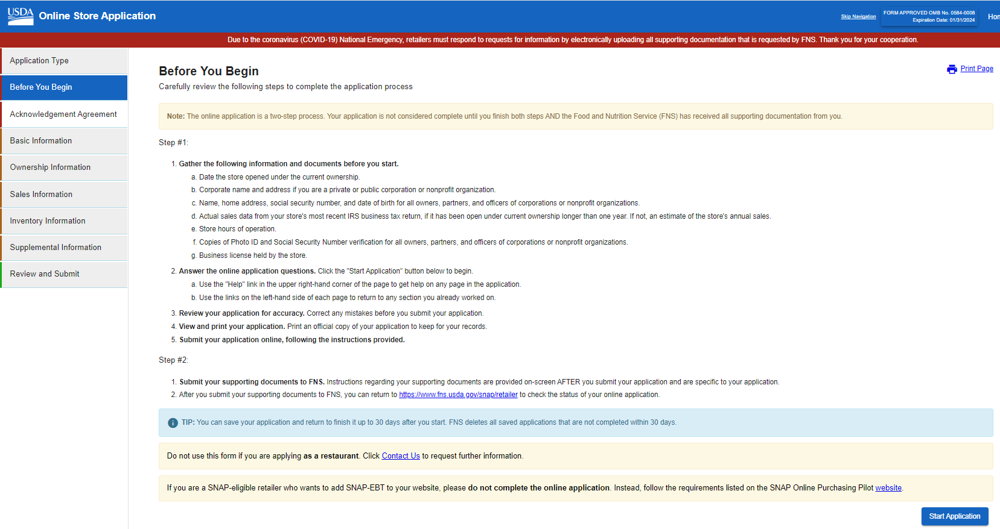 USDA
Online Store Application
Skip Navigation
FORM APPROVED OMB No. 0584-0008
Expiration Date: 01/31/2024
Hom
Due to the coronavirus (COVID-19) National Emergency, retailers must respond to requests for information by electronically uploading all supporting documentation that is requested by FNS. Thank you for your cooperation.
Application Type
Before You Begin
Acknowledgement Agreement
Basic Information
Ownership Information
Sales Information
Inventory Information
Supplemental Information
Review and Submit
Before You Begin
Print Page
Carefully review the following steps to complete the application process
Note: The online application is a two-step process. Your application is not considered complete until you finish both steps AND the Food and Nutrition Service (FNS) has received all supporting documentation from you.
Step #1:
1. Gather the following information and documents before you start.
a. Date the store opened under the current ownership.
b. Corporate name and address if you are a private or public corporation or nonprofit organization.
c. Name, home address, social security number, and date of birth for all owners, partners, and officers of corporations or nonprofit organizations.
d. Actual sales data from your store's most recent IRS business tax return, if it has been open under current ownership longer than one year. If not, an estimate of the store's annual sales.
e. Store hours of operation.
f. Copies of Photo ID and Social Security Number verification for all owners, partners, and officers of corporations or nonprofit organizations.
g. Business license held by the store.
2. Answer the online application questions. Click the "Start Application" button below to begin.
a. Use the "Help" link in the upper right-hand corner of the page to get help on any page in the application.
b. Use the links on the left-hand side of each page to return to any section you already worked on.
3. Review your application for accuracy. Correct any mistakes before you submit your application.
4. View and print your application. Print an official copy of your application to keep for your records.
5. Submit your application online, following the instructions provided.
Step #2:
1. Submit your supporting documents to FNS. Instructions regarding your supporting documents are provided on-screen AFTER you submit your application and are specific to your application.
2. After you submit your supporting documents to FNS, you can return to https://www.fns.usda.gov/snap/retailer to check the status of your online application.
TIP: You can save your application and return to finish it up to 30 days after you start. FNS deletes all saved applications that are not completed within 30 days.
Do not use this form if you are applying as a restaurant. Click Contact Us to request further information.
If you are a SNAP-eligible retailer who wants to add SNAP-EBT to your website, please do not complete the online application. Instead, follow the requirements listed on the SNAP Online Purchasing Pilot website.
Start Application